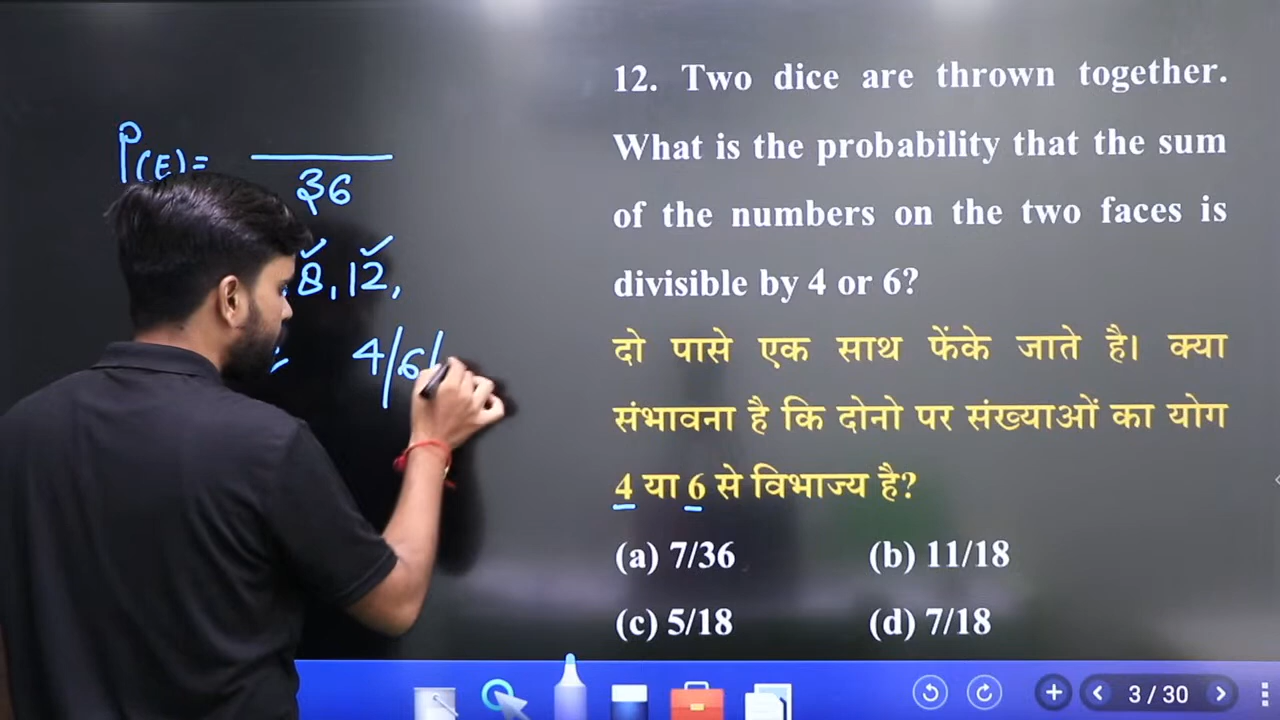 P(E)=
36
8,12,
4/6/
12. Two dice are thrown together.
What is the probability that the sum
of the numbers on the two faces is
divisible by 4 or 6?
दो पासे एक साथ फेंके जाते है। क्या
संभावना है कि दोनो पर संख्याओं का योग
4 या 6 से विभाज्य है?
(a) 7/36 (b) 11/18
(c) 5/18 (d) 7/18
3 / 30